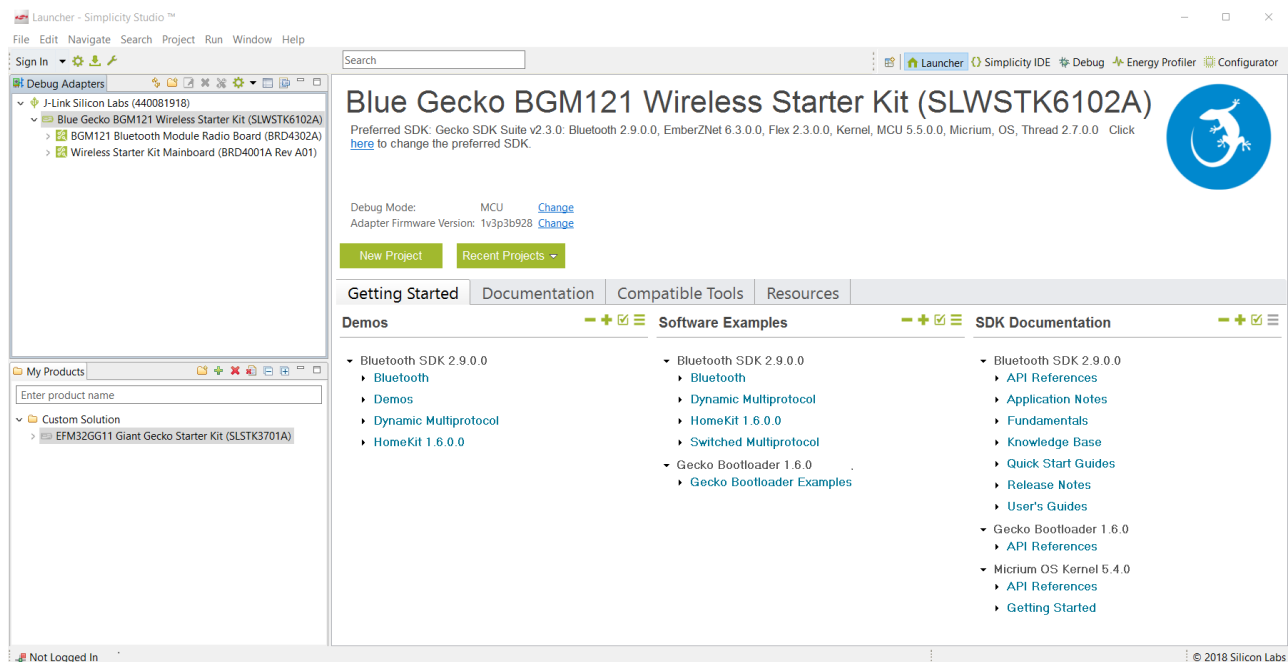 Launcher - Simplicity Studio ™
File Edit Navigate Search Project Run Window Help
Sign In
Search
Launcher Simplicity IDE Debug Energy Profiler Configurator
Debug Adapters
J-Link Silicon Labs (440081918)
Blue Gecko BGM121 Wireless Starter Kit (SLWSTK6102A)
BGM121 Bluetooth Module Radio Board (BRD4302A)
Wireless Starter Kit Mainboard (BRD4001A Rev A01)
My Products
Enter product name
Custom Solution
EFM32GG11 Giant Gecko Starter Kit (SLSTK3701A)
Blue Gecko BGM121 Wireless Starter Kit (SLWSTK6102A)
Preferred SDK: Gecko SDK Suite v2.3.0: Bluetooth 2.9.0.0, EmberZNet 6.3.0.0, Flex 2.3.0.0, Kernel, MCU 5.5.0.0, Micrium, OS, Thread 2.7.0.0 Click
here to change the preferred SDK.
Debug Mode: MCU Change
Adapter Firmware Version: 1v3p3b928 Change
New Project
Recent Projects
Getting Started Documentation Compatible Tools Resources
Demos
Bluetooth SDK 2.9.0.0
Bluetooth
Demos
Dynamic Multiprotocol
HomeKit 1.6.0.0
Software Examples
Bluetooth SDK 2.9.0.0
Bluetooth
Dynamic Multiprotocol
HomeKit 1.6.0.0
Switched Multiprotocol
Gecko Bootloader 1.6.0
Gecko Bootloader Examples
SDK Documentation
Bluetooth SDK 2.9.0.0
API References
Application Notes
Fundamentals
Knowledge Base
Quick Start Guides
Release Notes
User's Guides
Gecko Bootloader 1.6.0
API References
Micrium OS Kernel 5.4.0
API References
Getting Started
Not Logged In
© 2018 Silicon Labs